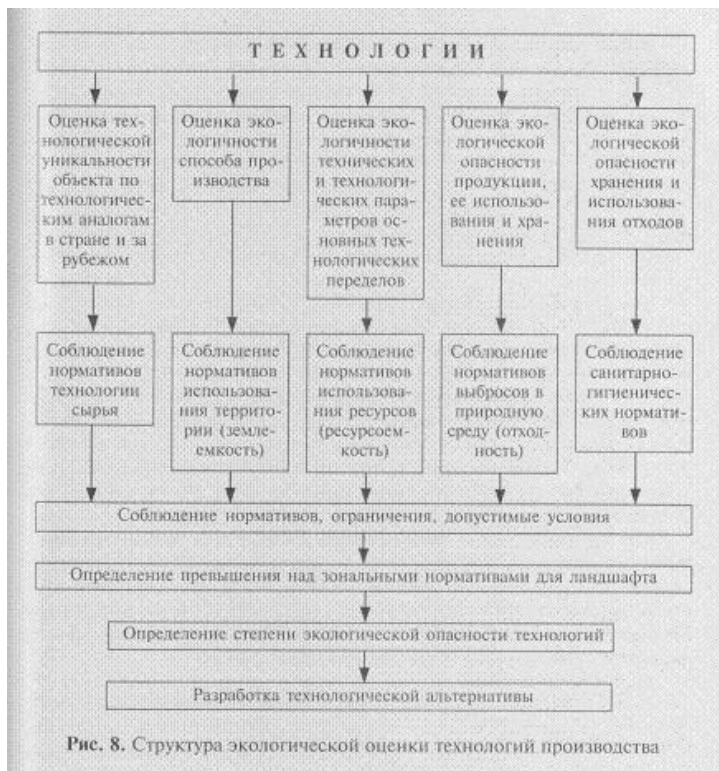 ТЕХНОЛОГИИ
Оценка тех-
нологической
уникальности
объекта по
технологичес-
ким аналогам
в стране и за
рубежом
Оценка эко-
логичности
способа про-
изводства
Оценка эко-
логичности
технических
и технологи-
ческих пара-
метров ос-
новных тех-
нологических
переделов
Оценка эко-
логической
опасности
продукции,
ее использо-
вания и хра-
нения
Оценка эко-
логической
опасности
хранения и
использова-
ния отходов
Соблюдение
нормативов
технологии
сырья
Соблюдение
нормативов
использова-
ния террито-
рии (земле-
емкость)
Соблюдение
нормативов
использова-
ния ресурсов
(ресурсоем-
кость)
Соблюдение
нормативов
выбросов в
природную
среду (отход-
ность)
Соблюдение
санитарно-
гигиеничес-
ких нормати-
вов
Соблюдение нормативов, ограничения, допустимые условия
Определение превышения над зональными нормативами для ландшафта
Определение степени экологической опасности технологий
Разработка технологической альтернативы
Рис. 8. Структура экологической оценки технологий производства